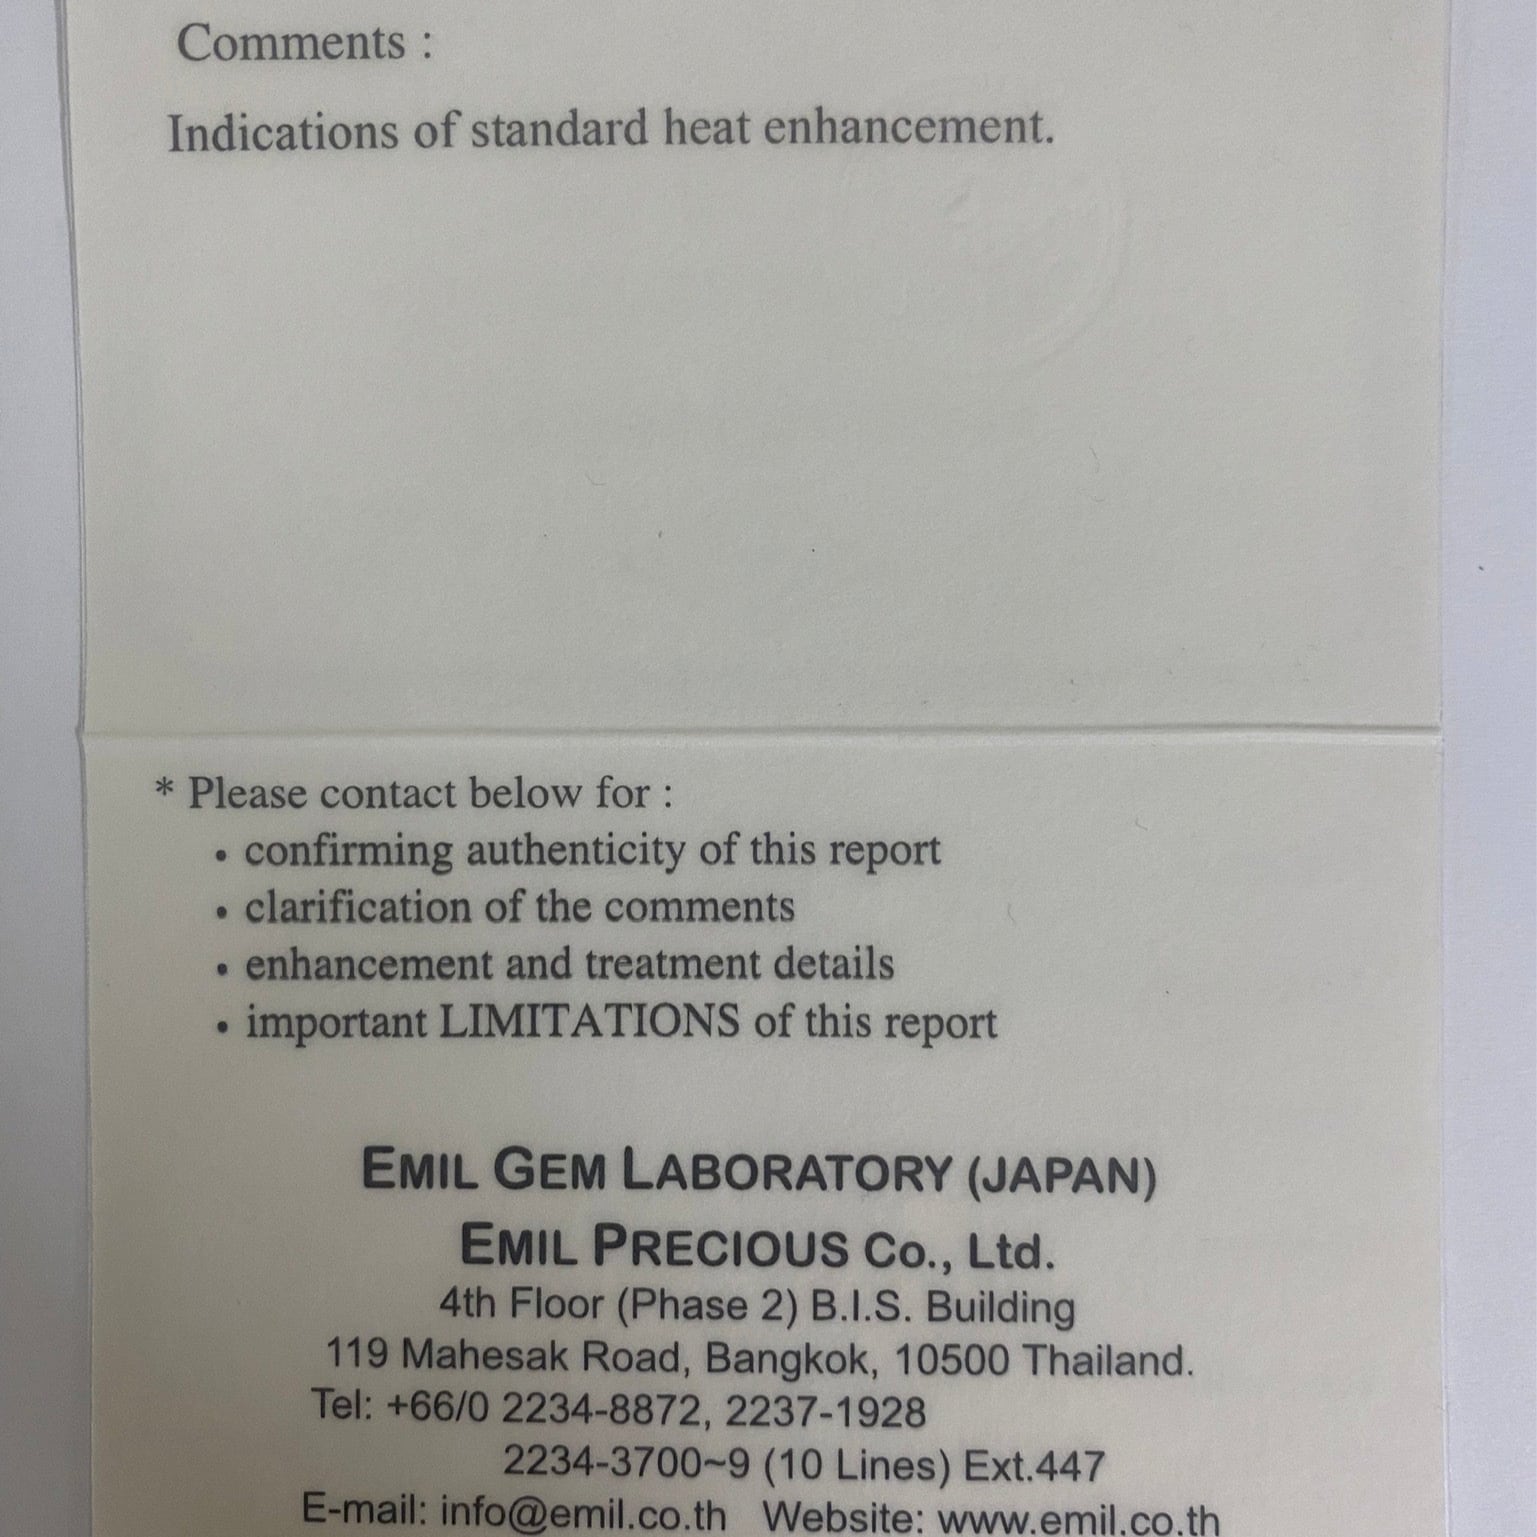 Comments :
Indications of standard heat enhancement.
* Please contact below for :
• confirming authenticity of this report
• clarification of the comments
• enhancement and treatment details
• important LIMITATIONS of this report
EMIL GEM LABORATORY (JAPAN)
EMIL PRECIOUS Co., Ltd.
4th Floor (Phase 2) B.I.S. Building
119 Mahesak Road, Bangkok, 10500 Thailand.
Tel: +66/0 2234-8872, 2237-1928
2234-3700~9 (10 Lines) Ext.447
E-mail: info@emil.co.th Website: www.emil.co.th